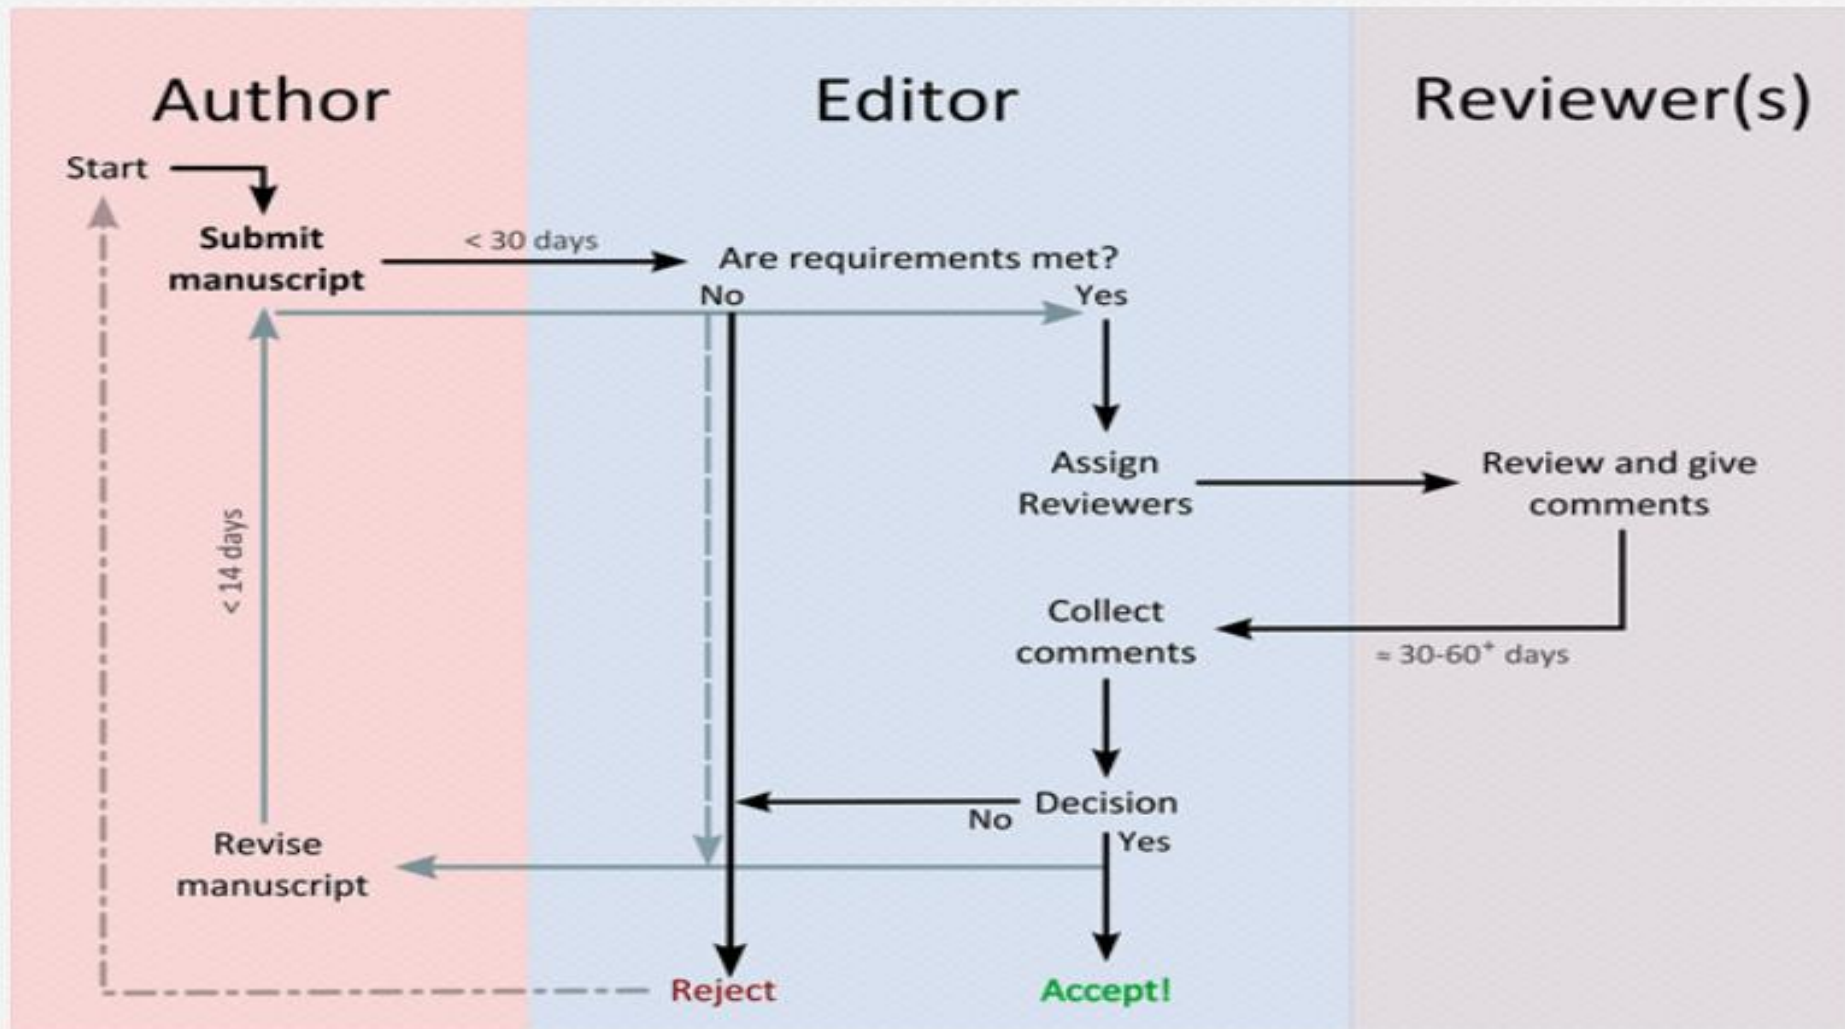 Author
Editor
Reviewer(s)
Start
Submit
manuscript
< 30 days
Are requirements met?
No
Yes
Assign
Reviewers
Review and give
comments
< 14 days
Collect
comments
≈ 30-60⁺ days
Decision
No
Yes
Revise
manuscript
Reject
Accept!